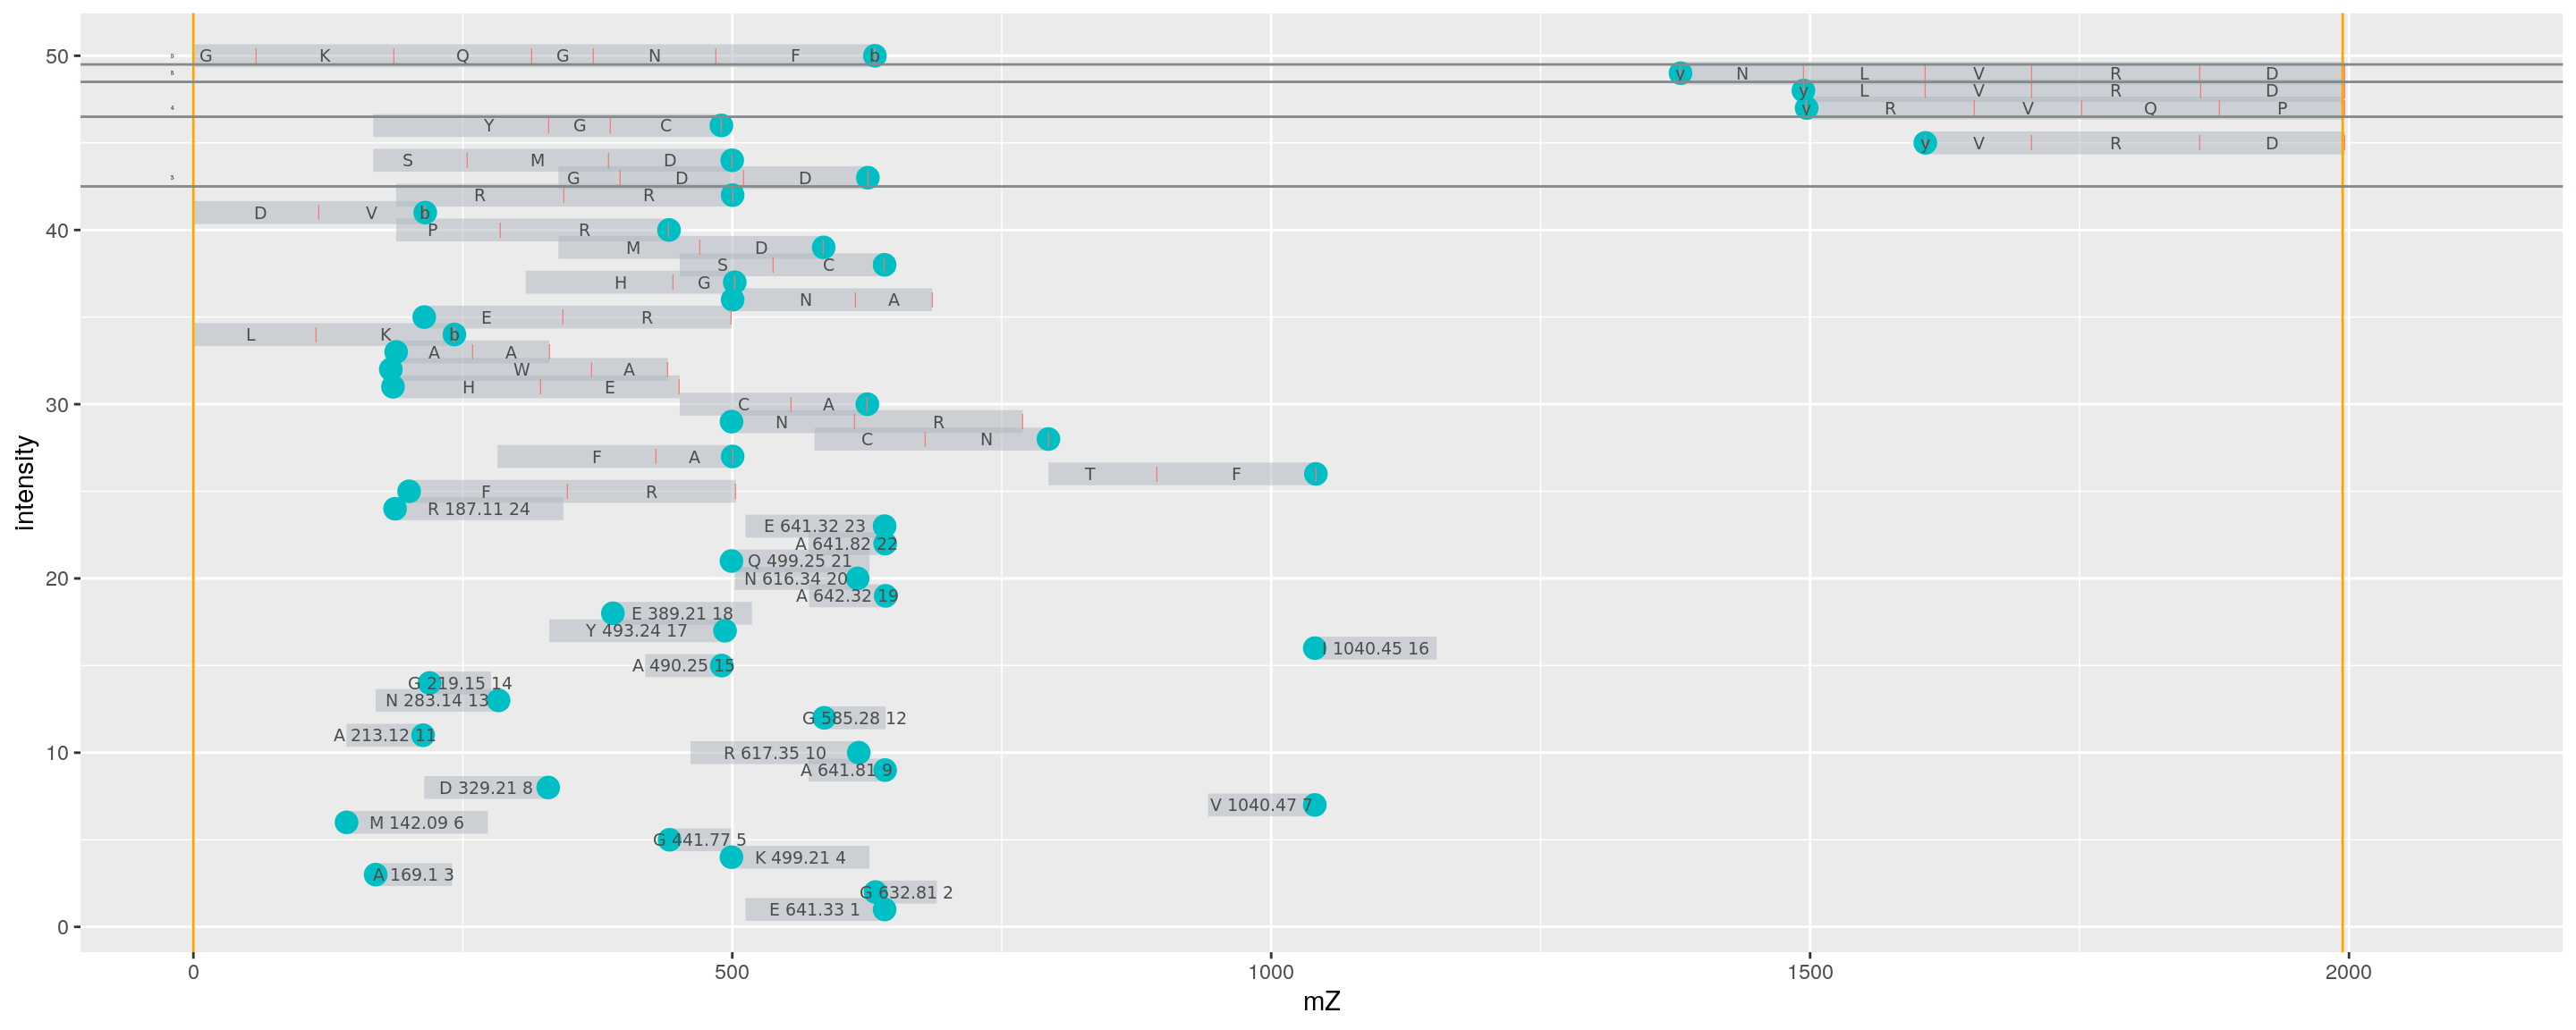 50
G K Q G N F b
y N L V R D
y L V R D
R V Q P
Y G C
y V R D
S M D
G D D
R R
D V b
40
P R
M D
S C
H G
N A
E R
L K b
A A
W A
H E
30
C A
N R
C N
F A
T F
F R
R 187.11 24
E 641.32 23
A 641.82 22
Q 499.25 21
20
N 616.34 20
A 642.32 19
E 389.21 18
Y 493.24 17
1040.45 16
A 490.25 15
G 219.15 14
N 283.14 13
G 585.28 12
A 213.12 11
10
R 617.35 10
A 641.81 9
D 329.21 8
V 1040.47 7
M 142.09 6
G 441.77 5
K 499.21 4
A 169.1 3
G 632.81 2
E 641.33 1
0
0 500 1000 1500 2000
mZ
intensity